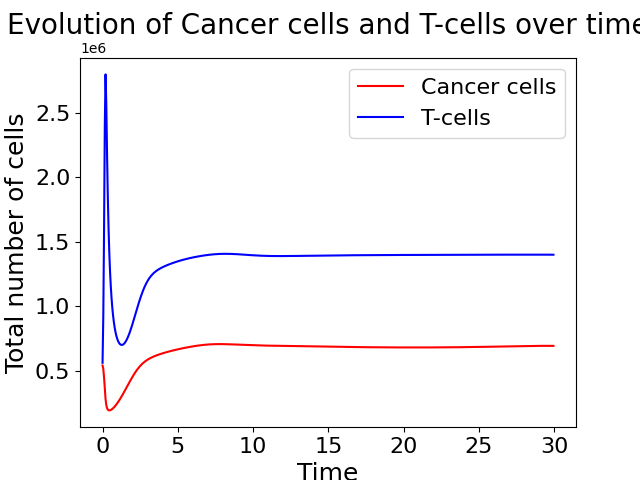 Evolution of Cancer cells and T-cells over time
1e6
Cancer cells
T-cells
Total number of cells
2.5
2.0
1.5
1.0
0.5
0 5 10 15 20 25 30
Time